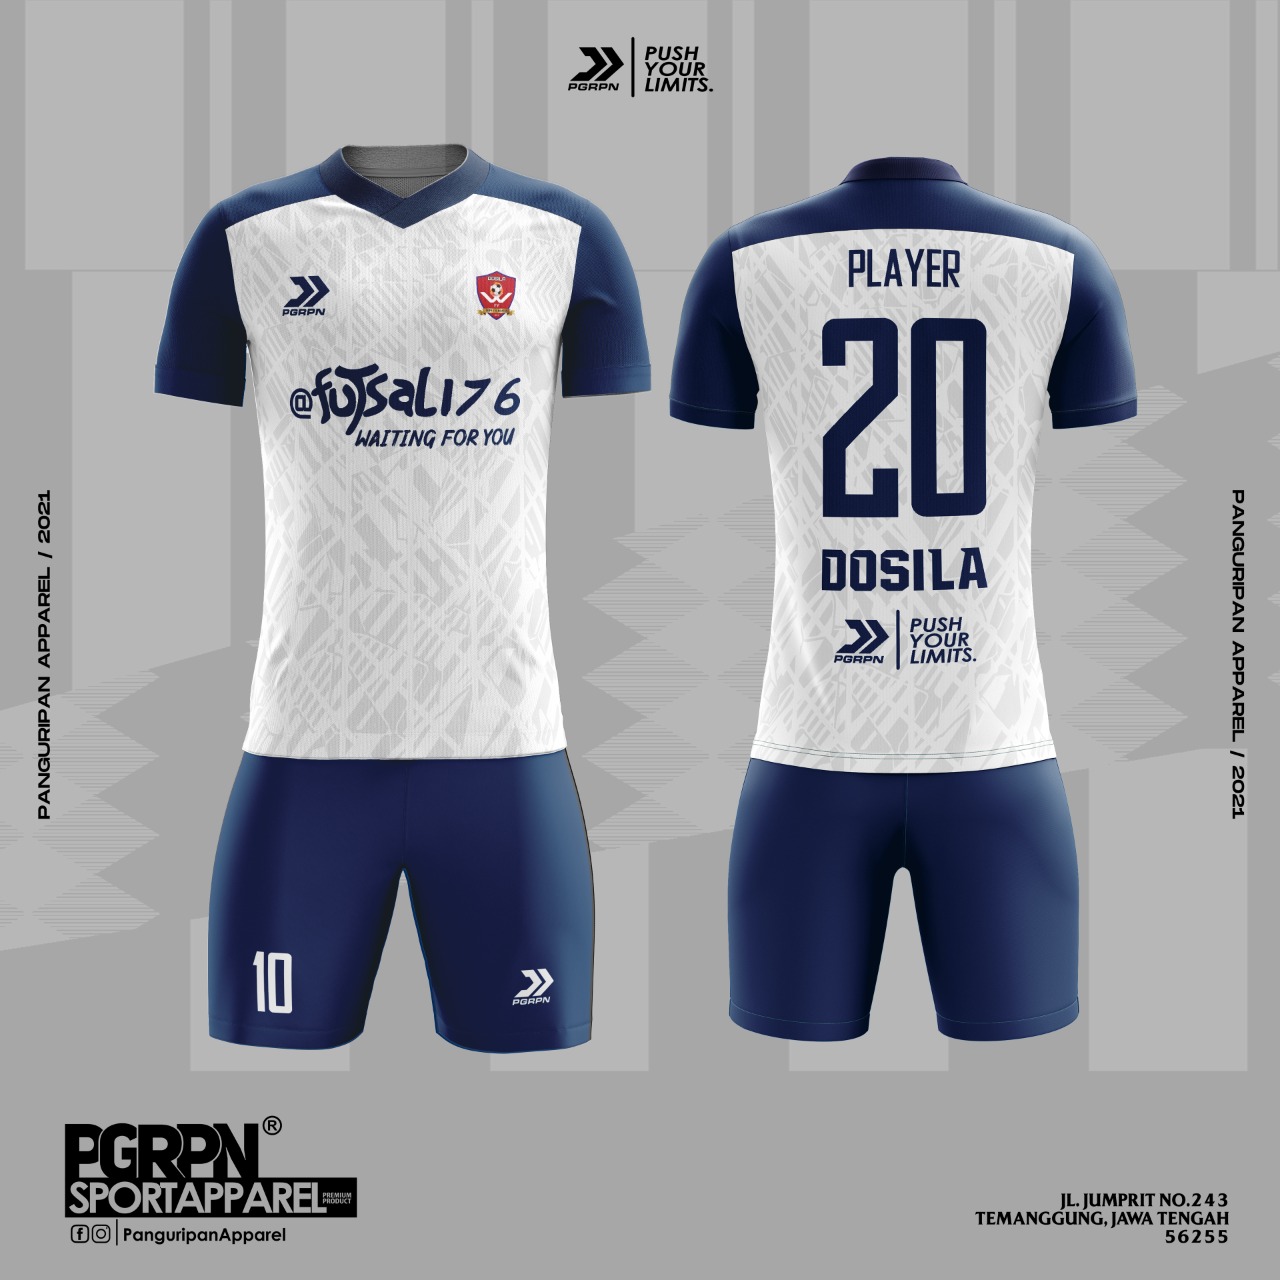 PGRPN
PUSH
YOUR
LIMITS.
PGRPN
DOSILA
@futsal176
WAITING FOR YOU
PLAYER
20
DOSILA
PGRPN
PUSH
YOUR
LIMITS.
10
PGRPN
PANGURIPAN APPAREL / 2021
PANGURIPAN APPAREL / 2021
PGRPN®
SPORTAPPAREL PREMIUM PRODUCT
PanguripanApparel
JL. JUMPRIT NO.243
TEMANGGUNG, JAWA TENGAH
56255